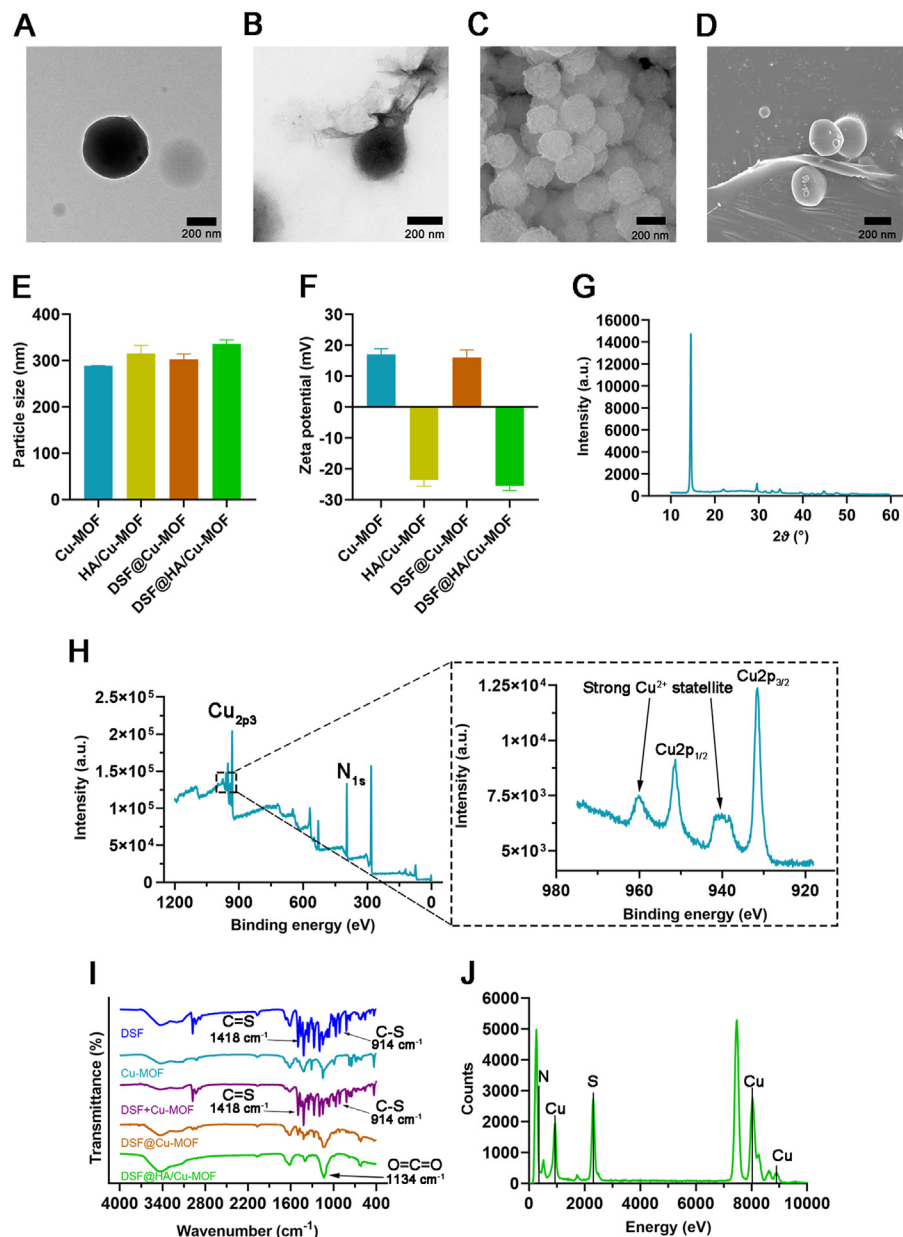 A
B
C
D
200 nm
200 nm
200 nm
200 nm
E
F
G
Particle size (nm)
400
300
200
100
0
Cu-MOF
HA/Cu-MOF
DSF@Cu-MOF
DSF@HA/Cu-MOF
Zeta potential (mV)
30
20
10
0
-10
-20
-30
Cu-MOF
HA/Cu-MOF
DSF@Cu-MOF
DSF@HA/Cu-MOF
Intensity (a.u.)
16000
14000
12000
10000
8000
6000
4000
2000
0
10 20 30 40 50 60
2ϑ (°)
H
Intensity (a.u.)
2.5×10⁵
2.0×10⁵
1.5×10⁵
1.0×10⁵
5.0×10⁴
0
Cu2p3
N1s
1200 900 600 300 0
Binding energy (eV)
Intensity (a.u.)
1.25×10⁴
1.0×10⁴
7.5×10³
5.0×10³
Strong Cu²⁺ statellite
Cu2p3/2
Cu2p1/2
980 960 940 920
Binding energy (eV)
I
Transmittance (%)
DSF
C=S
1418 cm⁻¹
C-S
914 cm⁻¹
Cu-MOF
DSF+Cu-MOF
C=S
1418 cm⁻¹
C-S
914 cm⁻¹
DSF@Cu-MOF
DSF@HA/Cu-MOF
O=C=O
1134 cm⁻¹
4000 3400 2800 2200 1600 1000 400
Wavenumber (cm⁻¹)
J
Counts
6000
5000
4000
3000
2000
1000
0
N
Cu
S
Cu
Cu
0 2000 4000 6000 8000 10000
Energy (eV)